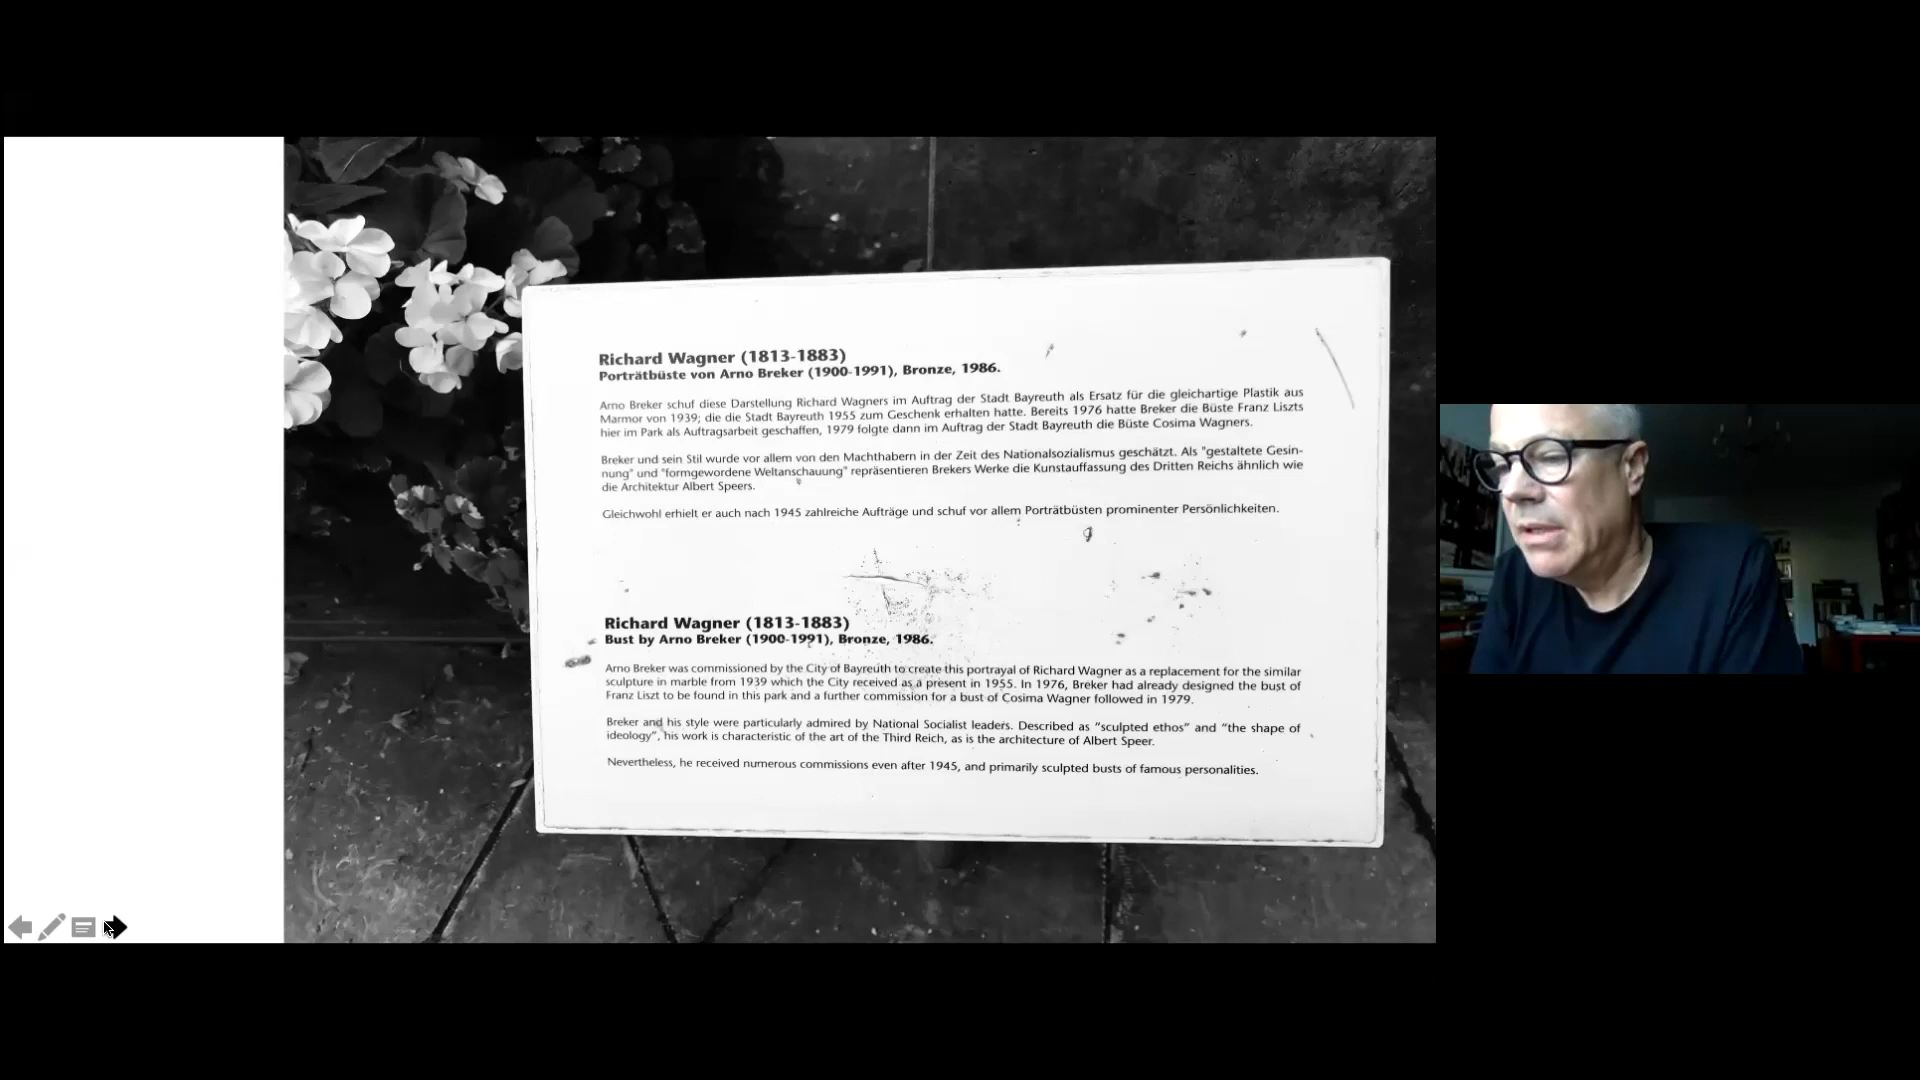 Richard Wagner (1813-1883)
Porträtbüste von Arno Breker (1900-1991), Bronze, 1986.
Arno Breker schuf diese Darstellung Richard Wagners im Auftrag der Stadt Bayreuth als Ersatz für die gleichartige Plastik aus
Marmor von 1939; die die Stadt Bayreuth 1955 zum Geschenk erhalten hatte. Bereits 1976 hatte Breker die Büste Franz Liszts
hier im Park als Auftragsarbeit geschaffen, 1979 folgte dann im Auftrag der Stadt Bayreuth die Büste Cosima Wagners.
Breker und sein Stil wurde vor allem von den Machthabern in der Zeit des Nationalsozialismus geschätzt. Als "gestaltete Gesin-
nung" und "formgewordene Weltanschauung" repräsentieren Brekers Werke die Kunstauffassung des Dritten Reichs ähnlich wie
die Architektur Albert Speers.
Gleichwohl erhielt er auch nach 1945 zahlreiche Aufträge und schuf vor allem Porträtbüsten prominenter Persönlichkeiten.
Richard Wagner (1813-1883)
Bust by Arno Breker (1900-1991), Bronze, 1986.
Arno Breker was commissioned by the City of Bayreuth to create this portrayal of Richard Wagner as a replacement for the similar
sculpture in marble from 1939 which the City received as a present in 1955. In 1976, Breker had already designed the bust of
Franz Liszt to be found in this park and a further commission for a bust of Cosima Wagner followed in 1979.
Breker and his style were particularly admired by National Socialist leaders. Described as "sculpted ethos" and "the shape of
ideology", his work is characteristic of the art of the Third Reich, as is the architecture of Albert Speer.
Nevertheless, he received numerous commissions even after 1945, and primarily sculpted busts of famous personalities.